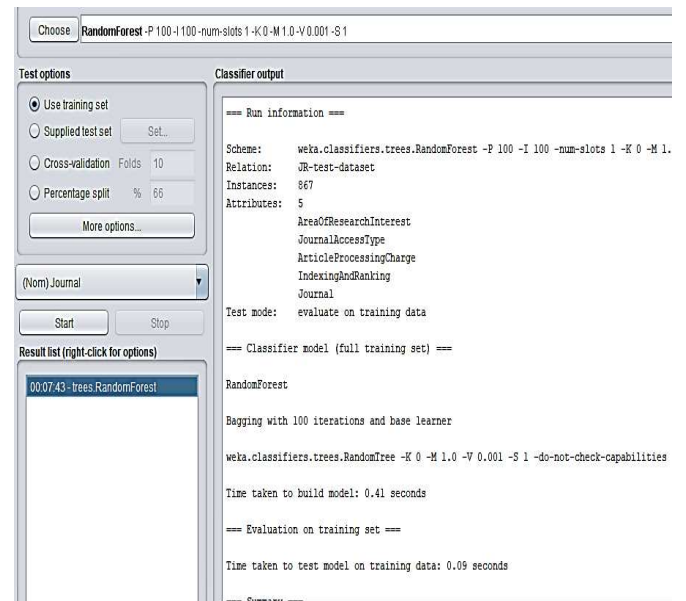 Choose RandomForest -P 100 -I 100 -num-slots 1 -K 0 -M 1.0 -V 0.001 -S 1
Test options
Use training set
Supplied test set Set...
Cross-validation Folds 10
Percentage split % 66
More options...
(Nom) Journal
Start Stop
Result list (right-click for options)
00:07:43 - trees.RandomForest
Classifier output
=== Run information ===
Scheme: weka.classifiers.trees.RandomForest -P 100 -I 100 -num-slots 1 -K 0 -M 1.
Relation: JR-test-dataset
Instances: 867
Attributes: 5
AreaOfResearchInterest
JournalAccessType
ArticleProcessingCharge
IndexingAndRanking
Journal
Test mode: evaluate on training data
=== Classifier model (full training set) ===
RandomForest
Bagging with 100 iterations and base learner
weka.classifiers.trees.RandomTree -K 0 -M 1.0 -V 0.001 -S 1 -do-not-check-capabilities
Time taken to build model: 0.41 seconds
=== Evaluation on training set ===
Time taken to test model on training data: 0.09 seconds
=== Summary ===